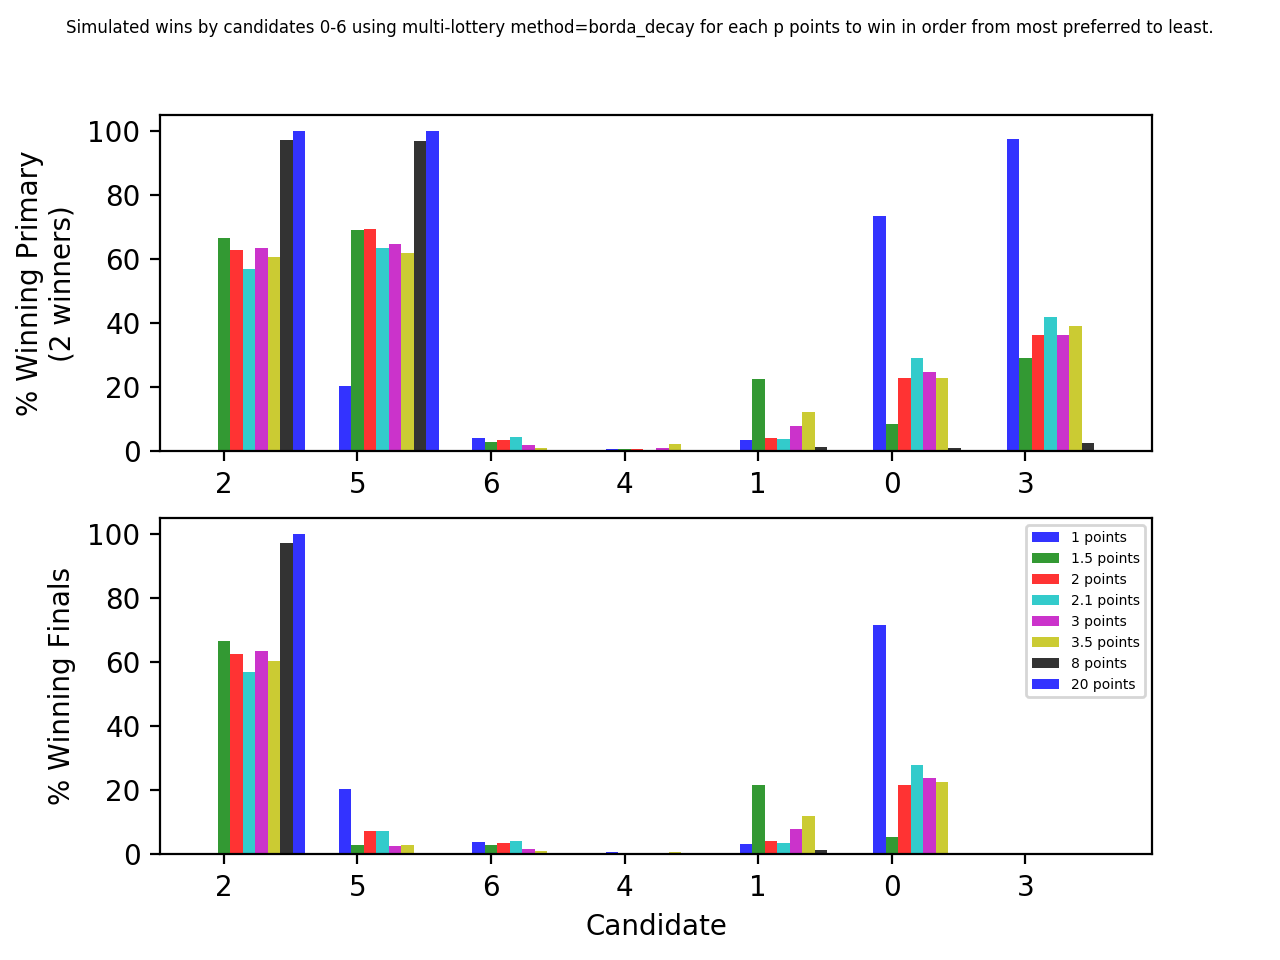 Simulated wins by candidates 0-6 using multi-lottery method=borda_decay for each p points to win in order from most preferred to least.
% Winning Primary
(2 winners)
100
80
60
40
20
0
2 5 6 4 1 0 3
% Winning Finals
100
80
60
40
20
0
1 points
1.5 points
2 points
2.1 points
3 points
3.5 points
8 points
20 points
2 5 6 4 1 0 3
Candidate